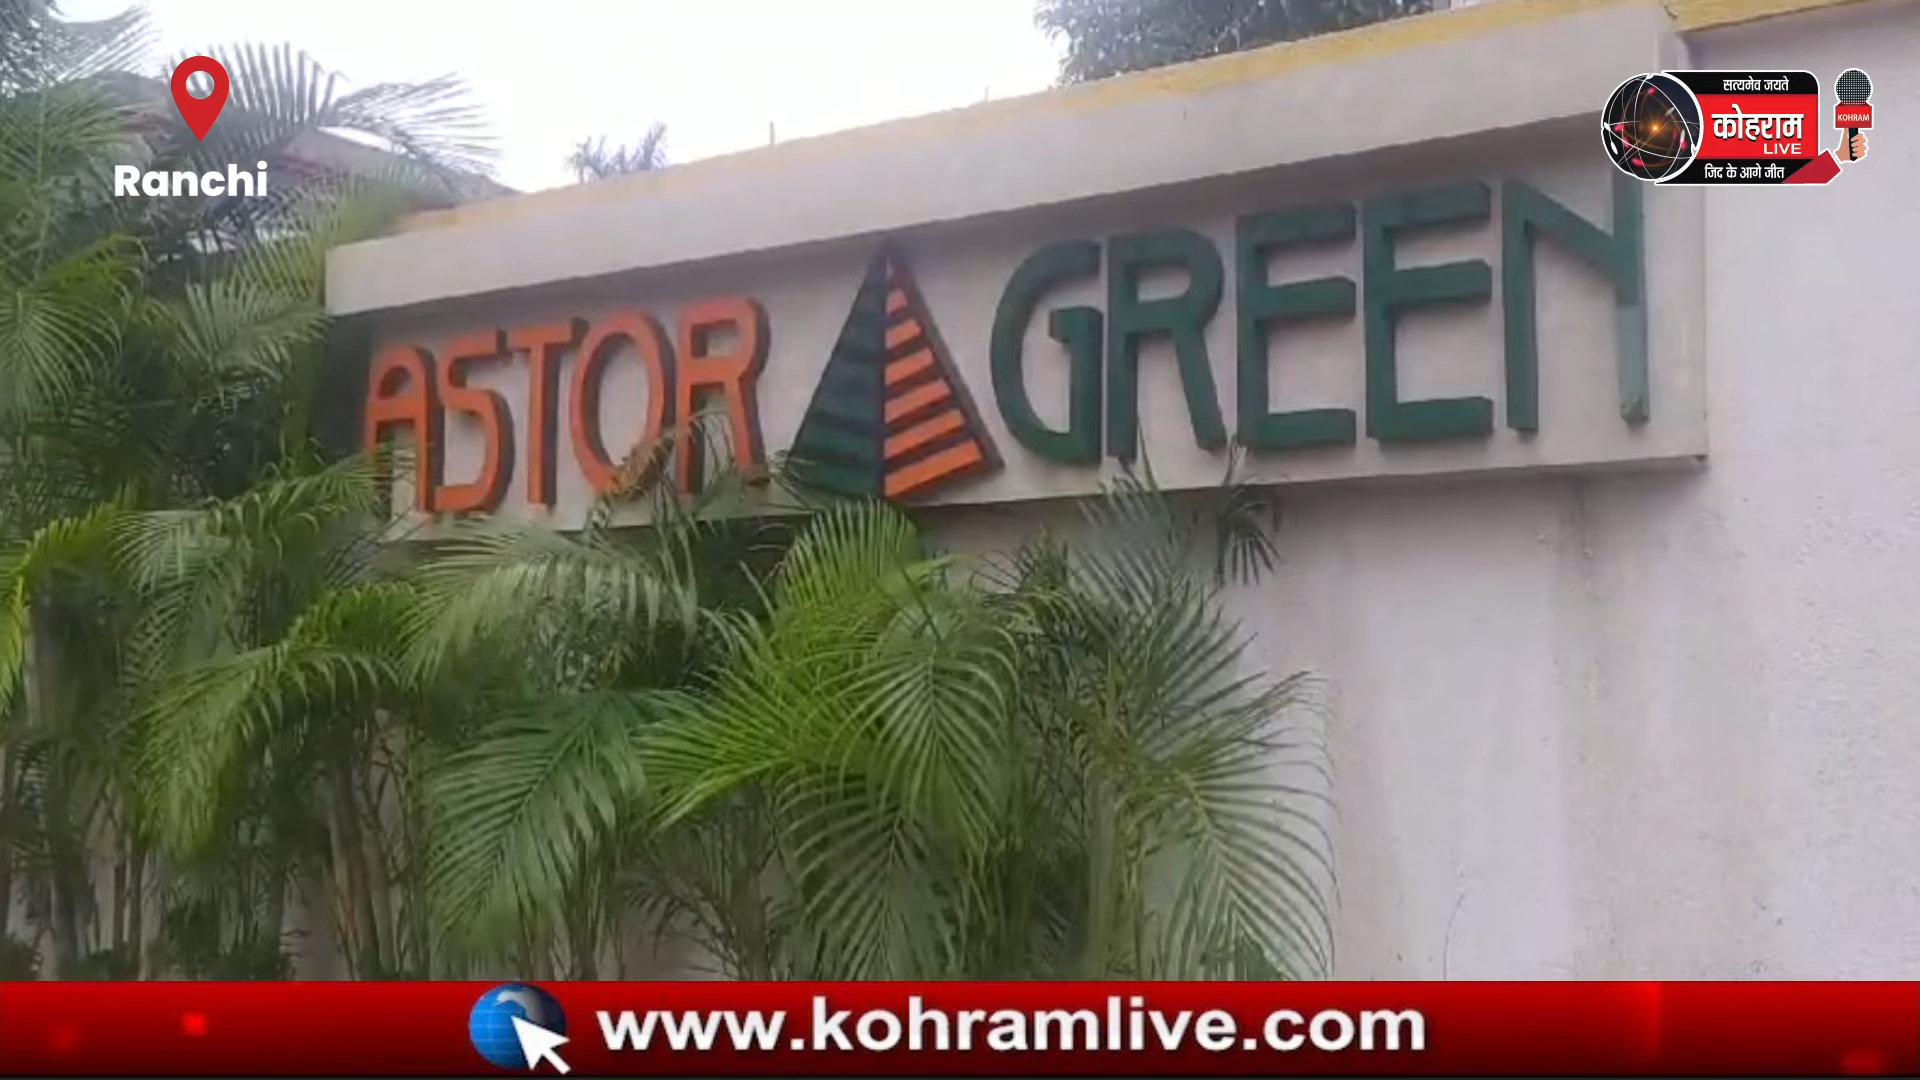 Ranchi
सत्यमेव जयते
कोहराम
LIVE
जिद के आगे जीत
KOHRAM
ASTOR GREEN
www.kohramlive.com